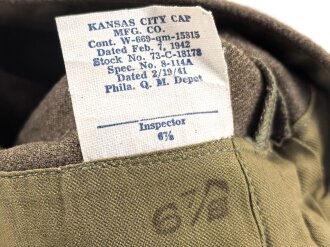 KANSAS CITY CAP
MFG. CO.
Cont. W-669-qm-15315
Dated Feb. 7, 1942
Stock No. 73-C-18178
Spec. No. 8-114A
Dated 2/19/41
Phila. Q. M. Depot
Inspector
6⅞
6⅞